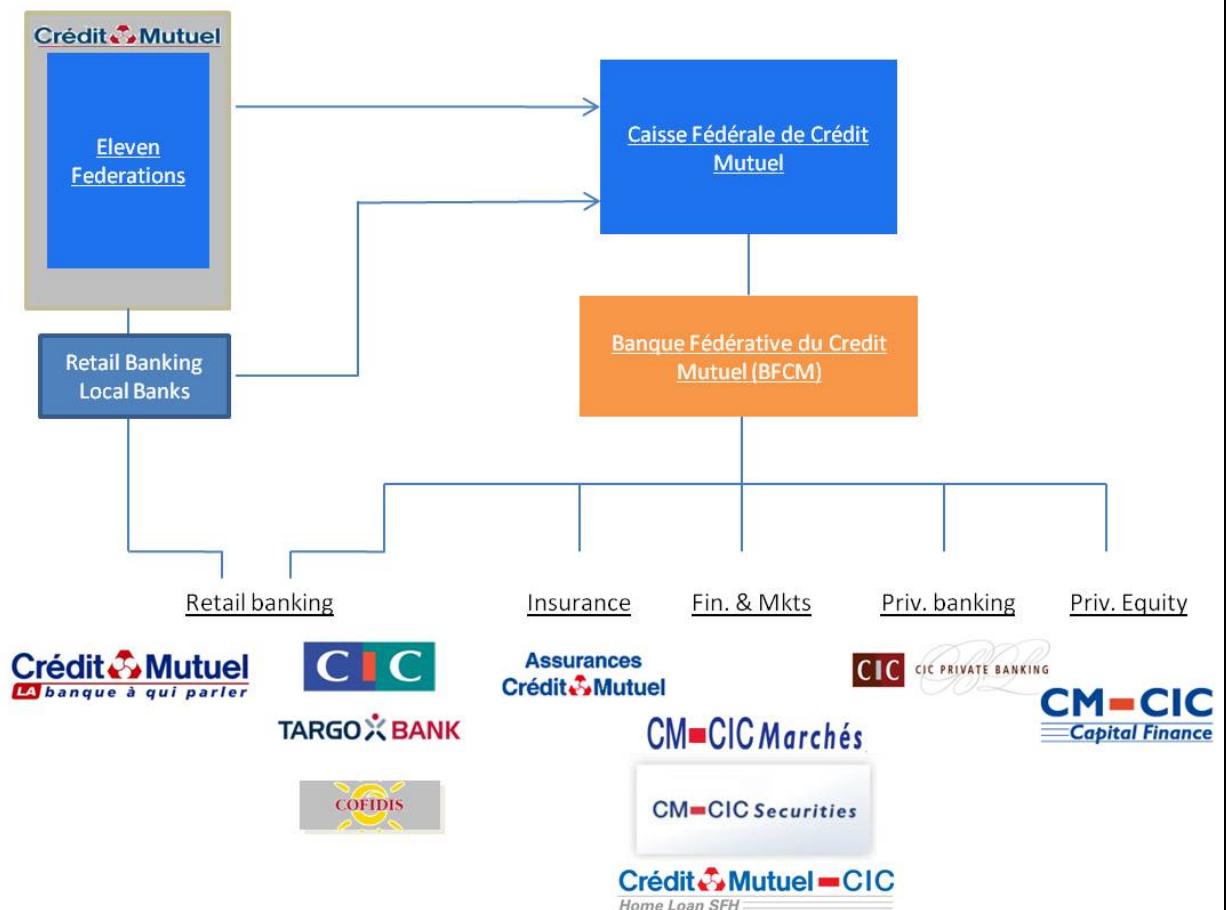 Crédit Mutuel
Eleven
Federations
Caisse Fédérale de Crédit
Mutuel
Retail Banking
Local Banks
Banque Fédérative du Credit
Mutuel (BFCM)
Retail banking
Insurance
Fin. & Mkts
Priv. banking
Priv. Equity
Crédit Mutuel
LA banque à qui parler
CIC
TARGO BANK
COFIDIS
Assurances
Crédit Mutuel
CM-CIC Marchés
CM-CIC Securities
Crédit Mutuel-CIC
Home Loan SFH
CIC CIC PRIVATE BANKING
CM-CIC
Capital Finance